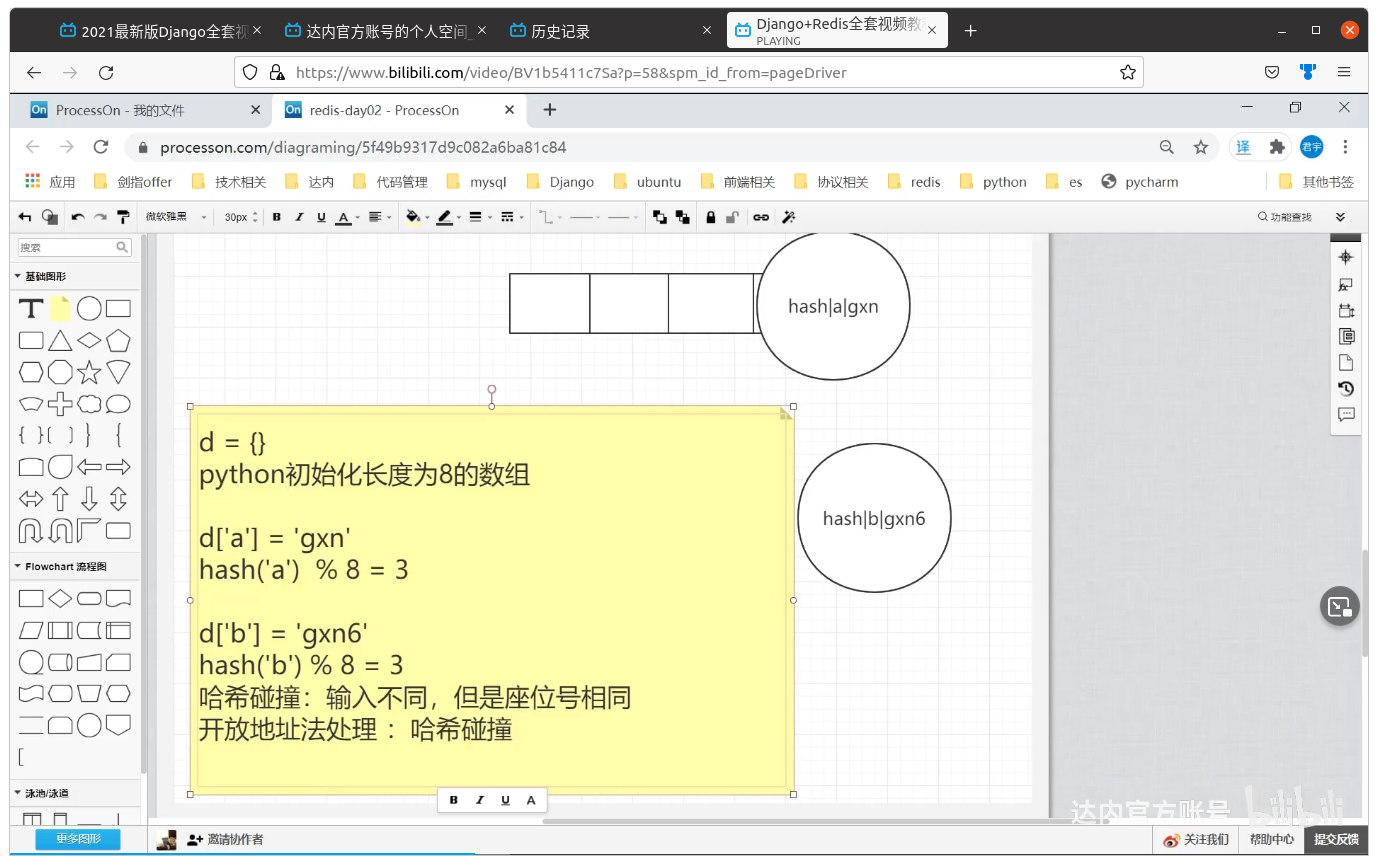 2021最新版Django全套视
达内官方账号的个人空间_
历史记录
Django+Redis全套视频教
PLAYING
https://www.bilibili.com/video/BV1b5411c7Sa?p=58&spm_id_from=pageDriver
On ProcessOn - 我的文件
On redis-day02 - ProcessOn
processon.com/diagraming/5f49b9317d9c082a6ba81c84
译
君宇
应用 剑指offer 技术相关 达内 代码管理 mysql Django ubuntu 前端相关 协议相关 redis python es pycharm 其他书签
微软雅黑 30px B I U A 功能查找
搜索
基础图形
T
hash|a|gxn
d = {}
python初始化长度为8的数组
d['a'] = 'gxn'
hash('a') % 8 = 3
d['b'] = 'gxn6'
hash('b') % 8 = 3
哈希碰撞：输入不同，但是座位号相同
开放地址法处理 ：哈希碰撞
hash|b|gxn6
Flowchart 流程图
泳池/泳道
B I U A
达内官方账号 bilibili
更多图形
邀请协作者
关注我们
帮助中心
提交反馈